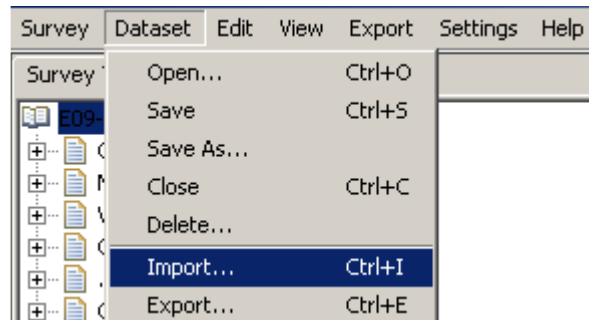 Survey Dataset Edit View Export Settings Help
Survey
Open... Ctrl+O
E09-
Save Ctrl+S
Save As...
Close Ctrl+C
Delete...
Import... Ctrl+I
Export... Ctrl+E